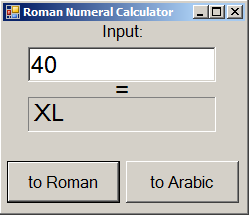 Roman Numeral Calculator
Input:
40
=
XL
to Roman
to Arabic